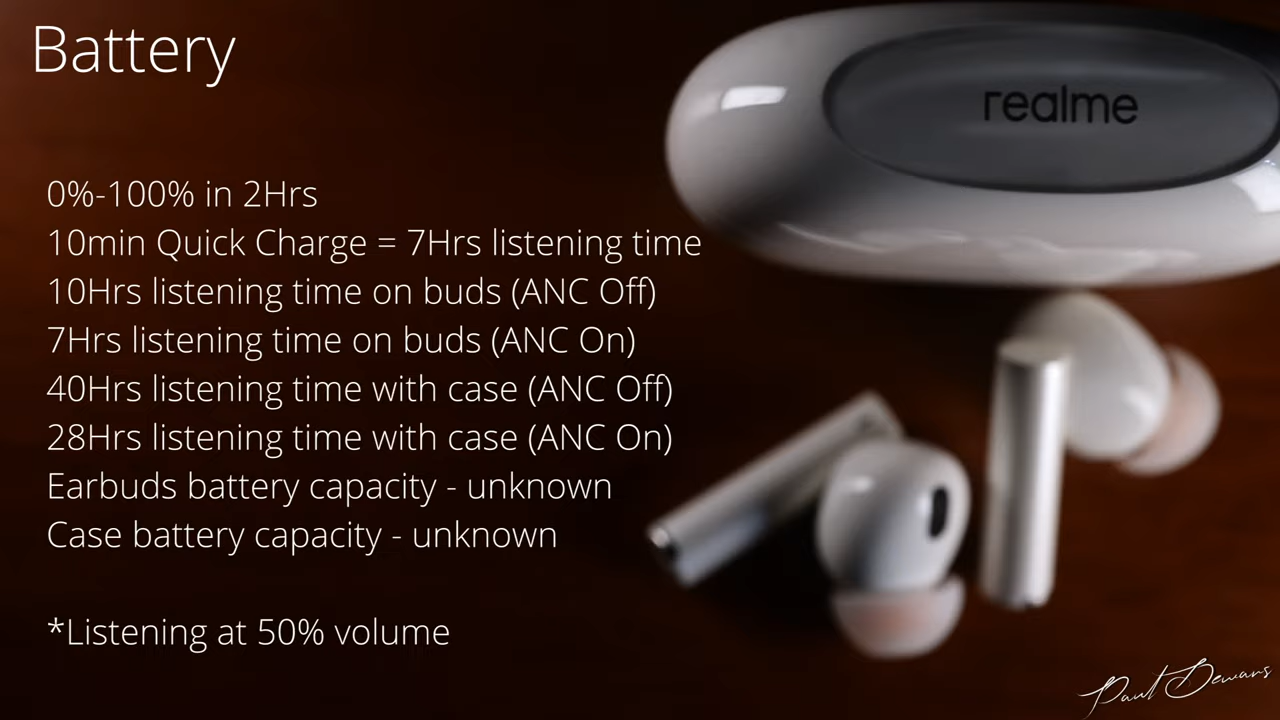 Battery
realme
0%-100% in 2Hrs
10min Quick Charge = 7Hrs listening time
10Hrs listening time on buds (ANC Off)
7Hrs listening time on buds (ANC On)
40Hrs listening time with case (ANC Off)
28Hrs listening time with case (ANC On)
Earbuds battery capacity - unknown
Case battery capacity - unknown
*Listening at 50% volume
Paul